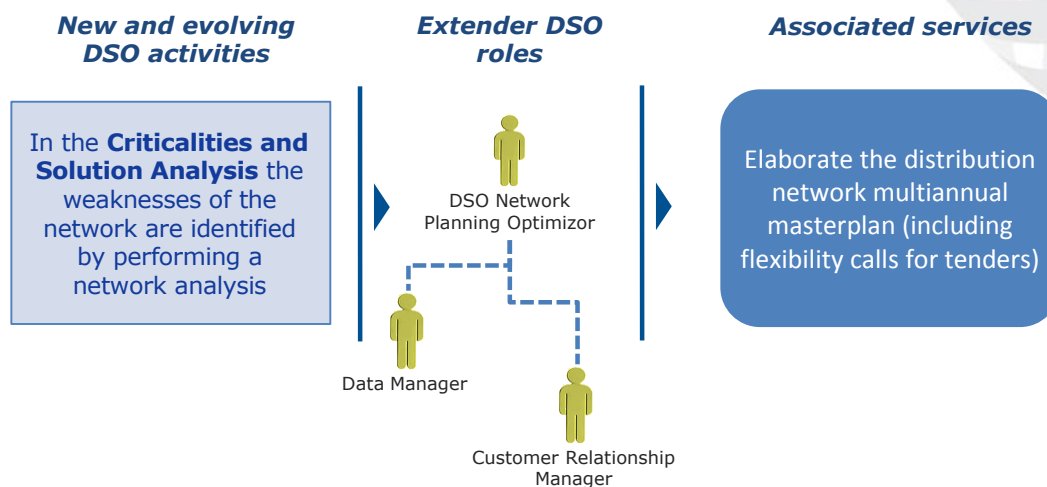 New and evolving
DSO activities
Extender DSO
roles
Associated services
In the Criticalities and
Solution Analysis the
weaknesses of the
network are identified
by performing a
network analysis
DSO Network
Planning Optimizor
Data Manager
Customer Relationship
Manager
Elaborate the distribution
network multiannual
masterplan (including
flexibility calls for tenders)